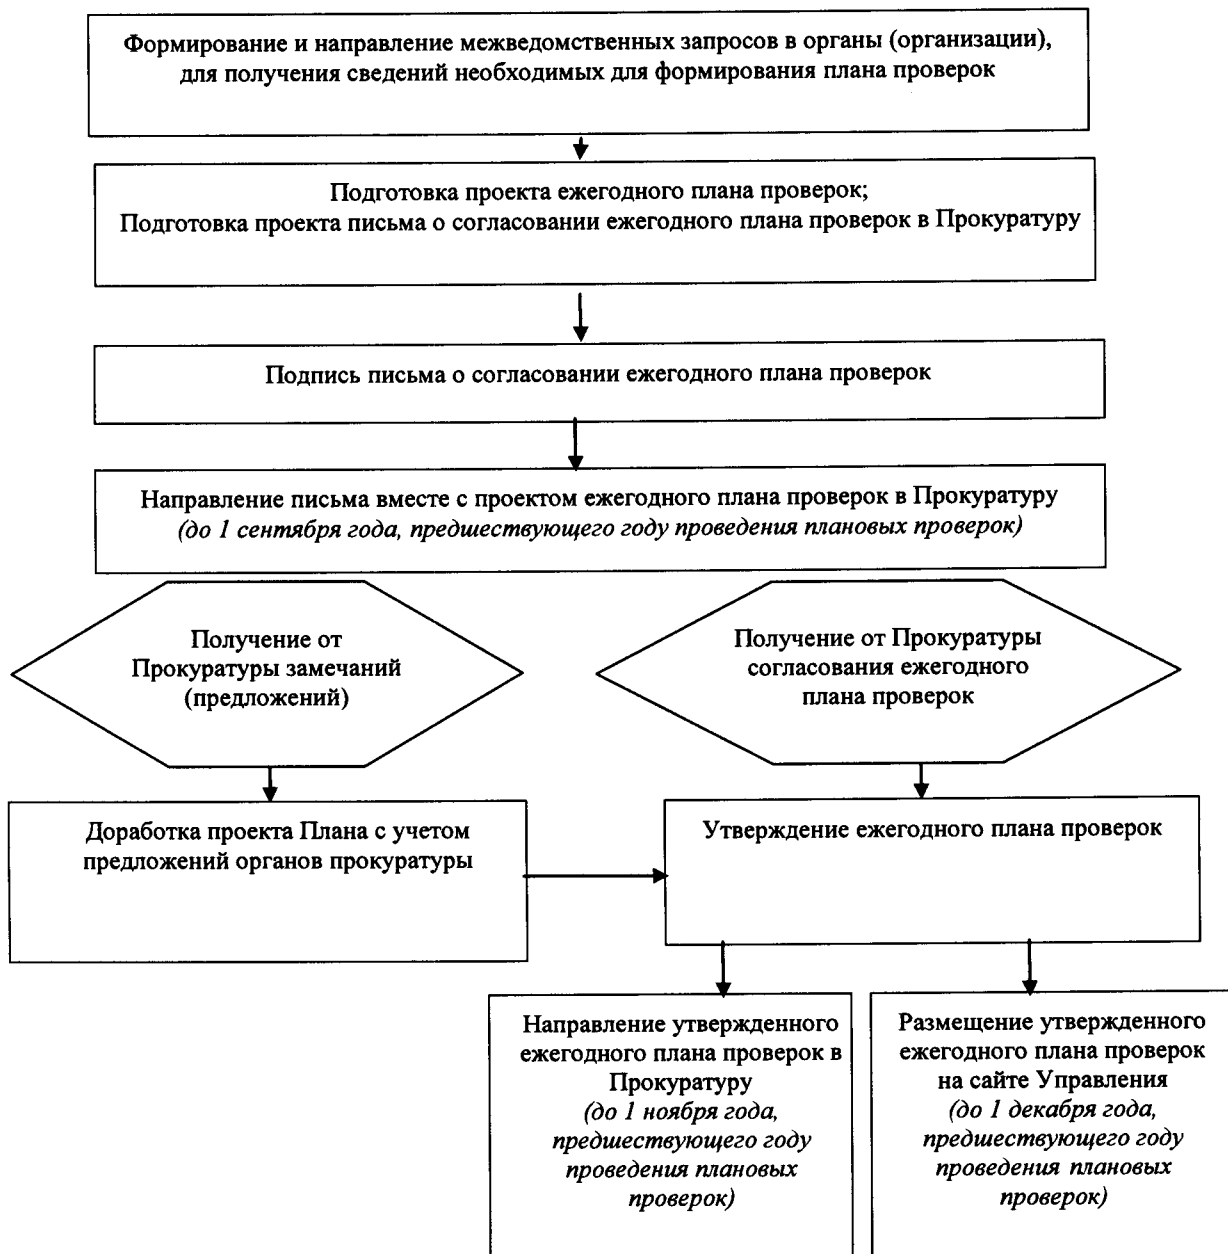 Формирование и направление межведомственных запросов в органы (организации),
для получения сведений необходимых для формирования плана проверок
Подготовка проекта ежегодного плана проверок;
Подготовка проекта письма о согласовании ежегодного плана проверок в Прокуратуру
Подпись письма о согласовании ежегодного плана проверок
Направление письма вместе с проектом ежегодного плана проверок в Прокуратуру
(до 1 сентября года, предшествующего году проведения плановых проверок)
Получение от
Прокуратуры замечаний
(предложений)
Получение от Прокуратуры
согласования ежегодного
плана проверок
Доработка проекта Плана с учетом
предложений органов прокуратуры
Утверждение ежегодного плана проверок
Направление утвержденного
ежегодного плана проверок в
Прокуратуру
(до 1 ноября года,
предшествующего году
проведения плановых
проверок)
Размещение утвержденного
ежегодного плана проверок
на сайте Управления
(до 1 декабря года,
предшествующего году
проведения плановых
проверок)